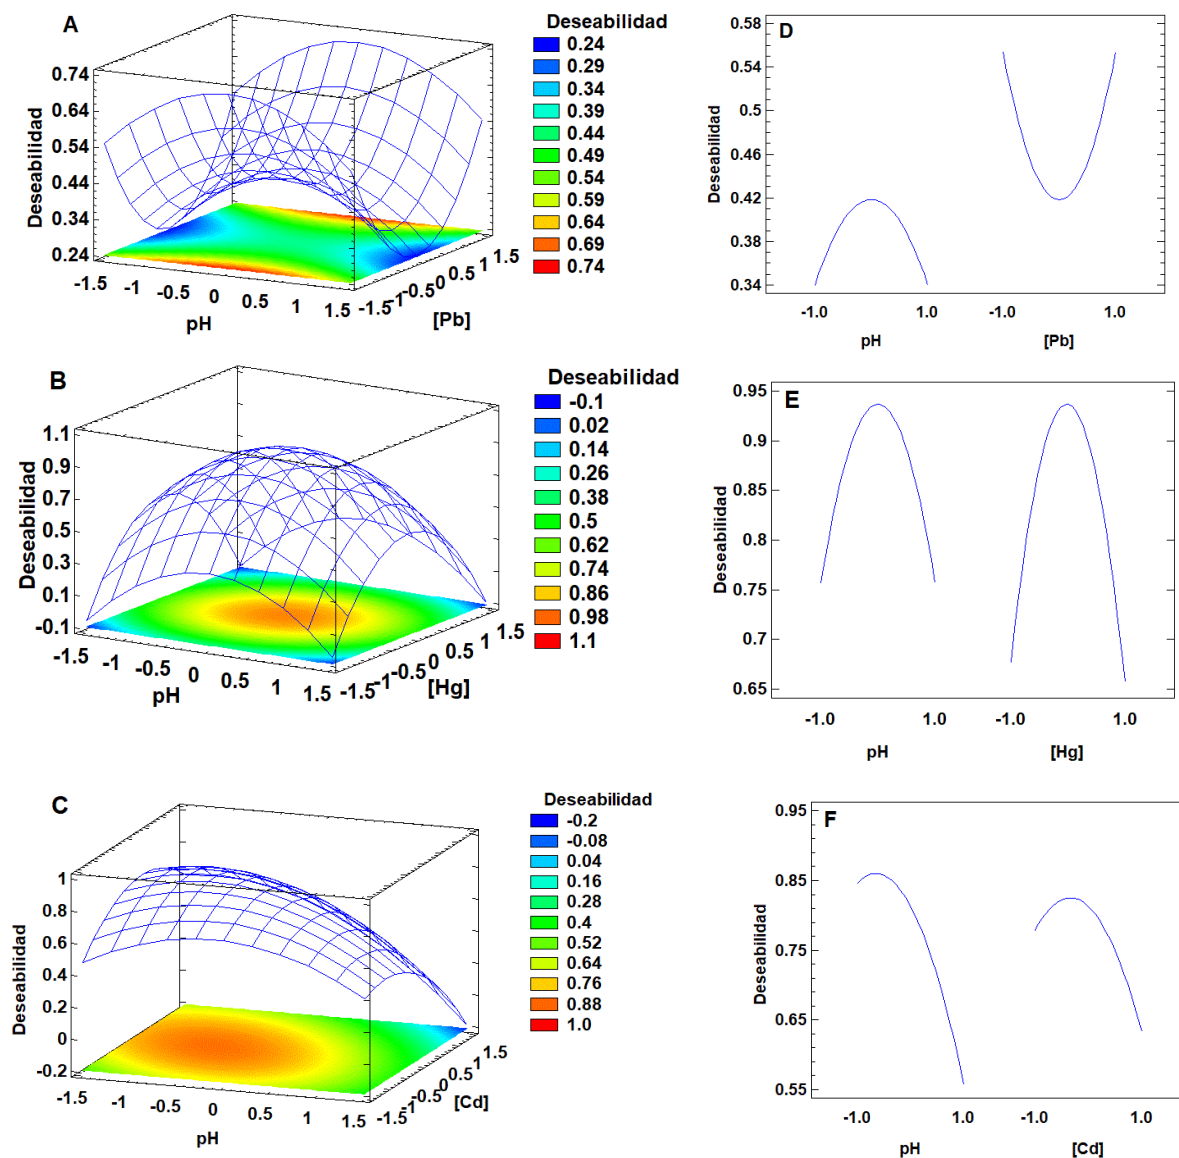 A
Deseabilidad
0.74
0.64
0.54
0.44
0.34
0.24
Deseabilidad
-1.5 -1 -0.5 0 0.5 1 1.5
pH
-1.5 -1 -0.5 0 0.5 1 1.5
[Pb]
0.24
0.29
0.34
0.39
0.44
0.49
0.54
0.59
0.64
0.69
0.74
D
Deseabilidad
0.58
0.54
0.5
0.46
0.42
0.38
0.34
-1.0 1.0 -1.0 1.0
pH [Pb]
B
Deseabilidad
1.1
0.9
0.7
0.5
0.3
0.1
-0.1
Deseabilidad
-1.5 -1 -0.5 0 0.5 1 1.5
pH
-1.5 -1 -0.5 0 0.5 1 1.5
[Hg]
-0.1
0.02
0.14
0.26
0.38
0.5
0.62
0.74
0.86
0.98
1.1
E
Deseabilidad
0.95
0.9
0.85
0.8
0.75
0.7
0.65
-1.0 1.0 -1.0 1.0
pH [Hg]
C
Deseabilidad
1
0.8
0.6
0.4
0.2
0
-0.2
Deseabilidad
-1.5 -1 -0.5 0 0.5 1 1.5
pH
-1.5 -1 -0.5 0 0.5 1 1.5
[Cd]
-0.2
-0.08
0.04
0.16
0.28
0.4
0.52
0.64
0.76
0.88
1.0
F
Deseabilidad
0.95
0.85
0.75
0.65
0.55
-1.0 1.0 -1.0 1.0
pH [Cd]